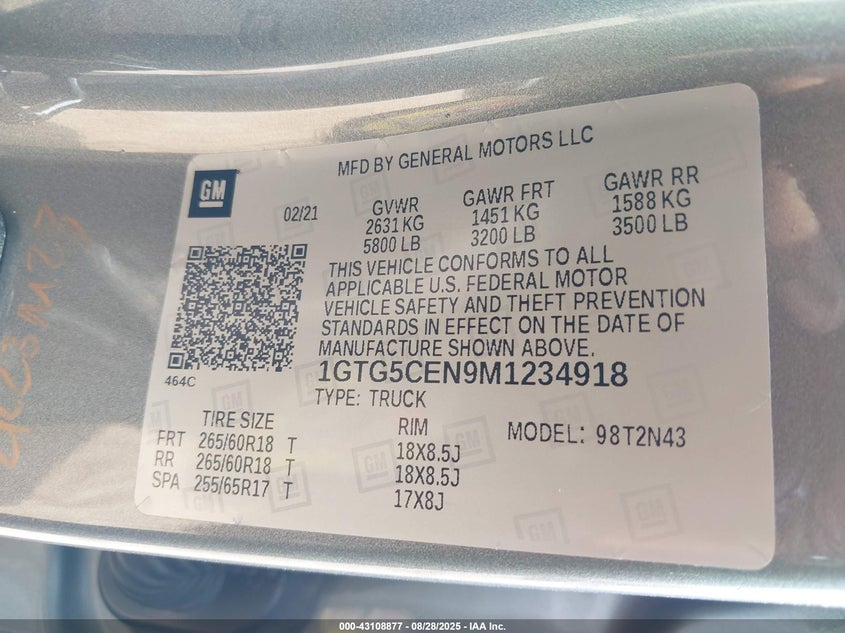 MFD BY GENERAL MOTORS LLC
GM
02/21
GVWR GAWR FRT GAWR RR
2631 KG 1451 KG 1588 KG
5800 LB 3200 LB 3500 LB
THIS VEHICLE CONFORMS TO ALL
APPLICABLE U.S. FEDERAL MOTOR
VEHICLE SAFETY AND THEFT PREVENTION
STANDARDS IN EFFECT ON THE DATE OF
MANUFACTURE SHOWN ABOVE.
464C
1GTG5CEN9M1234918
TYPE: TRUCK
TIRE SIZE RIM MODEL: 98T2N43
FRT 265/60R18 T 18X8.5J
RR 265/60R18 T 18X8.5J
SPA 255/65R17 T 17X8J
000-43108877 - 08/28/2025 - IAA Inc.